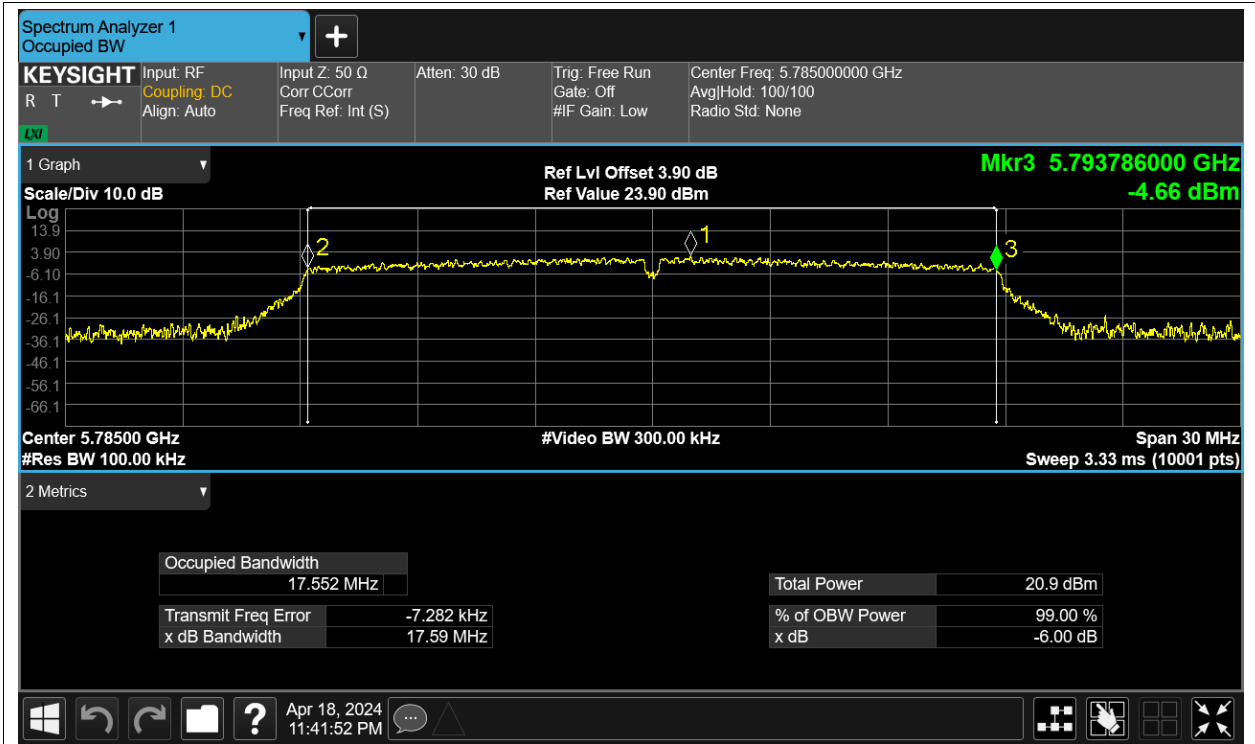 Spectrum Analyzer 1
Occupied BW
KEYSIGHT
R T
LXI
Input: RF
Coupling: DC
Align: Auto
Input Z: 50 Ω
Corr CCorr
Freq Ref: Int (S)
Atten: 30 dB
Trig: Free Run
Gate: Off
#IF Gain: Low
Center Freq: 5.785000000 GHz
Avg|Hold: 100/100
Radio Std: None
1 Graph
Scale/Div 10.0 dB
Ref Lvl Offset 3.90 dB
Ref Value 23.90 dBm
Mkr3 5.793786000 GHz
-4.66 dBm
Log
13.9
3.90
-6.10
-16.1
-26.1
-36.1
-46.1
-56.1
-66.1
2
1
3
Center 5.78500 GHz
#Res BW 100.00 kHz
#Video BW 300.00 kHz
Span 30 MHz
Sweep 3.33 ms (10001 pts)
2 Metrics
Occupied Bandwidth
17.552 MHz
Transmit Freq Error -7.282 kHz
x dB Bandwidth 17.59 MHz
Total Power 20.9 dBm
% of OBW Power 99.00 %
x dB -6.00 dB
?
Apr 18, 2024
11:41:52 PM